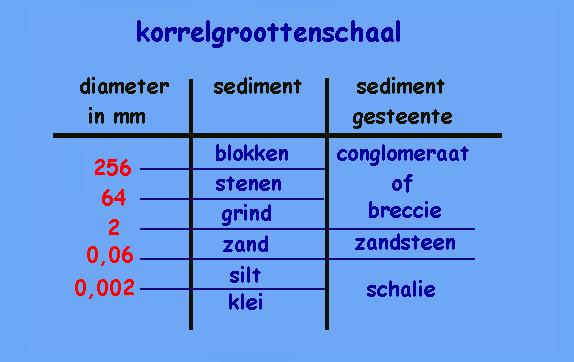 korrelgroottenschaal
diameter sediment sediment
in mm gesteente
blokken conglomeraat
256
stenen of
64
grind breccie
2
zand zandsteen
0,06
silt
0,002 schalie
klei